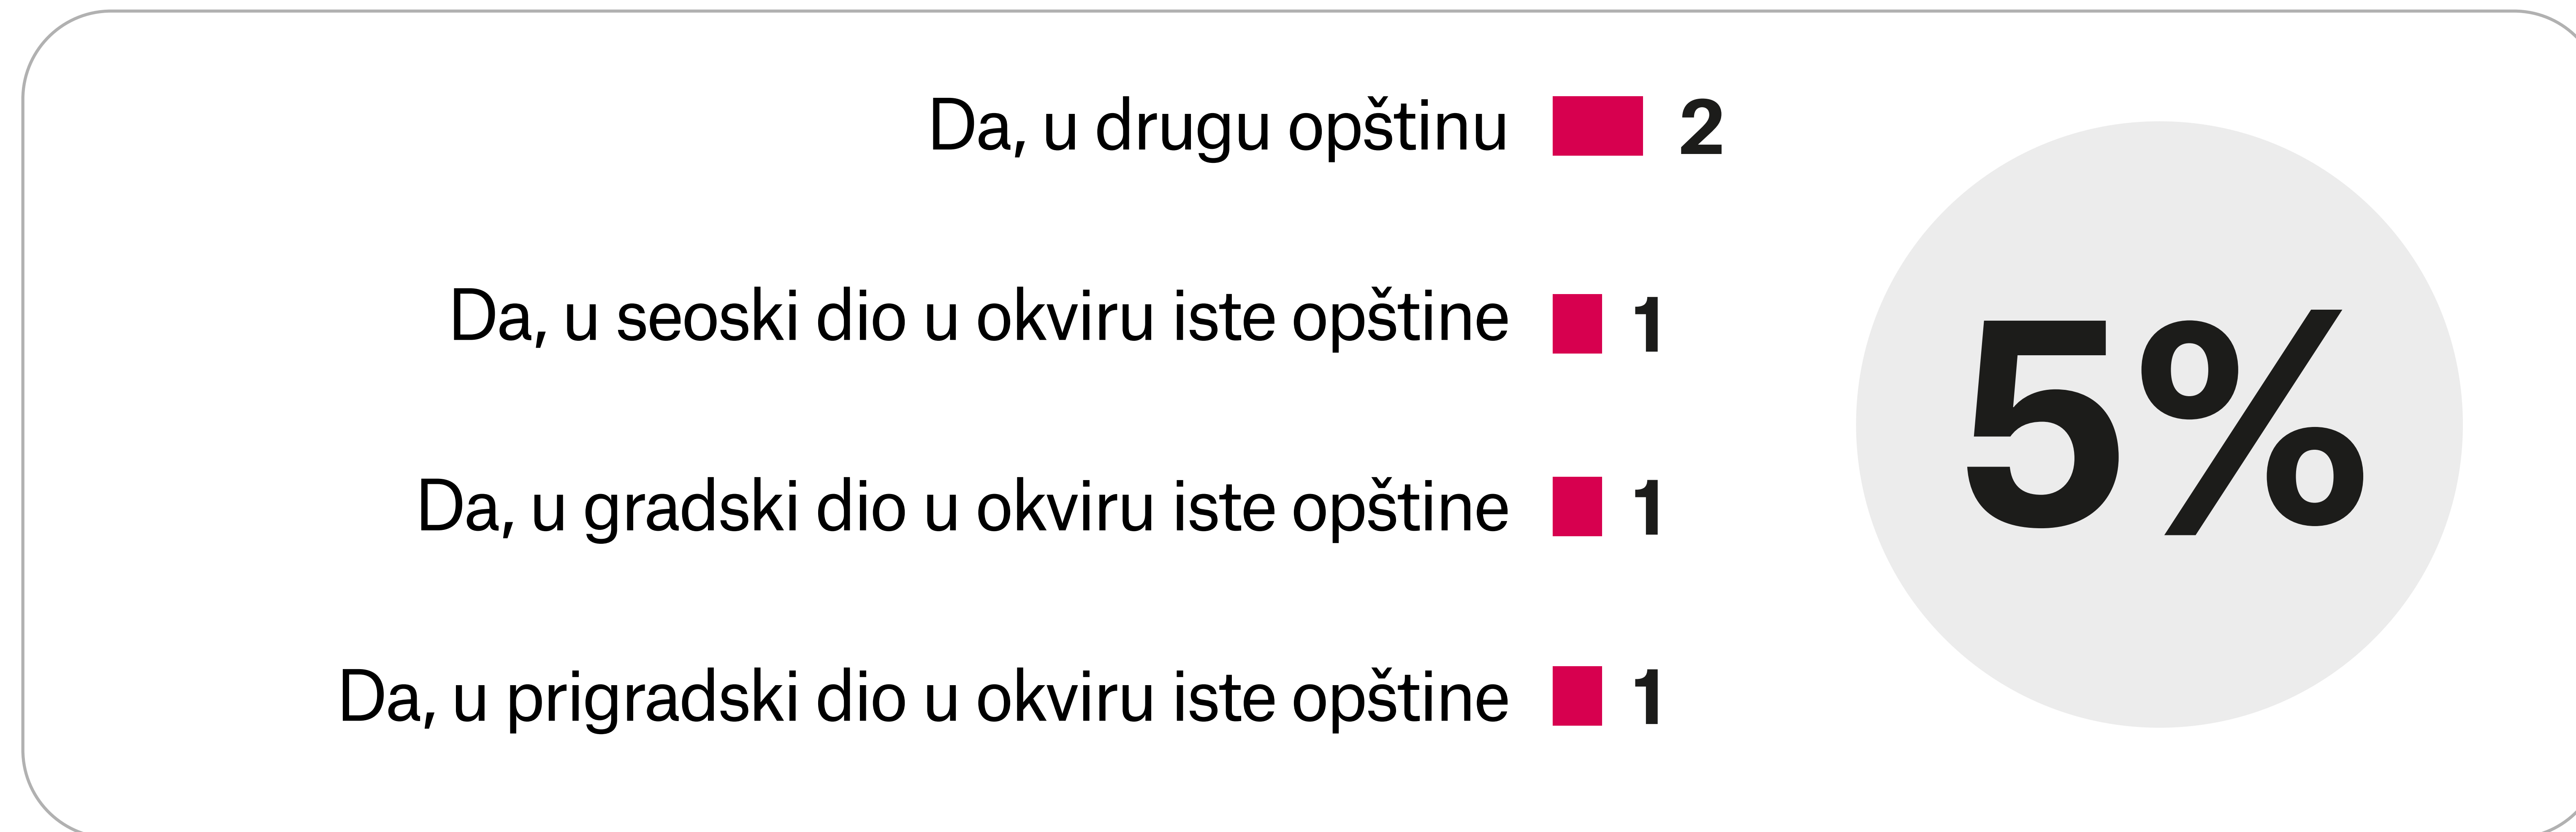 Da, u drugu opštinu 2
Da, u seoski dio u okviru iste opštine 1
Da, u gradski dio u okviru iste opštine 1
Da, u prigradski dio u okviru iste opštine 1
5%